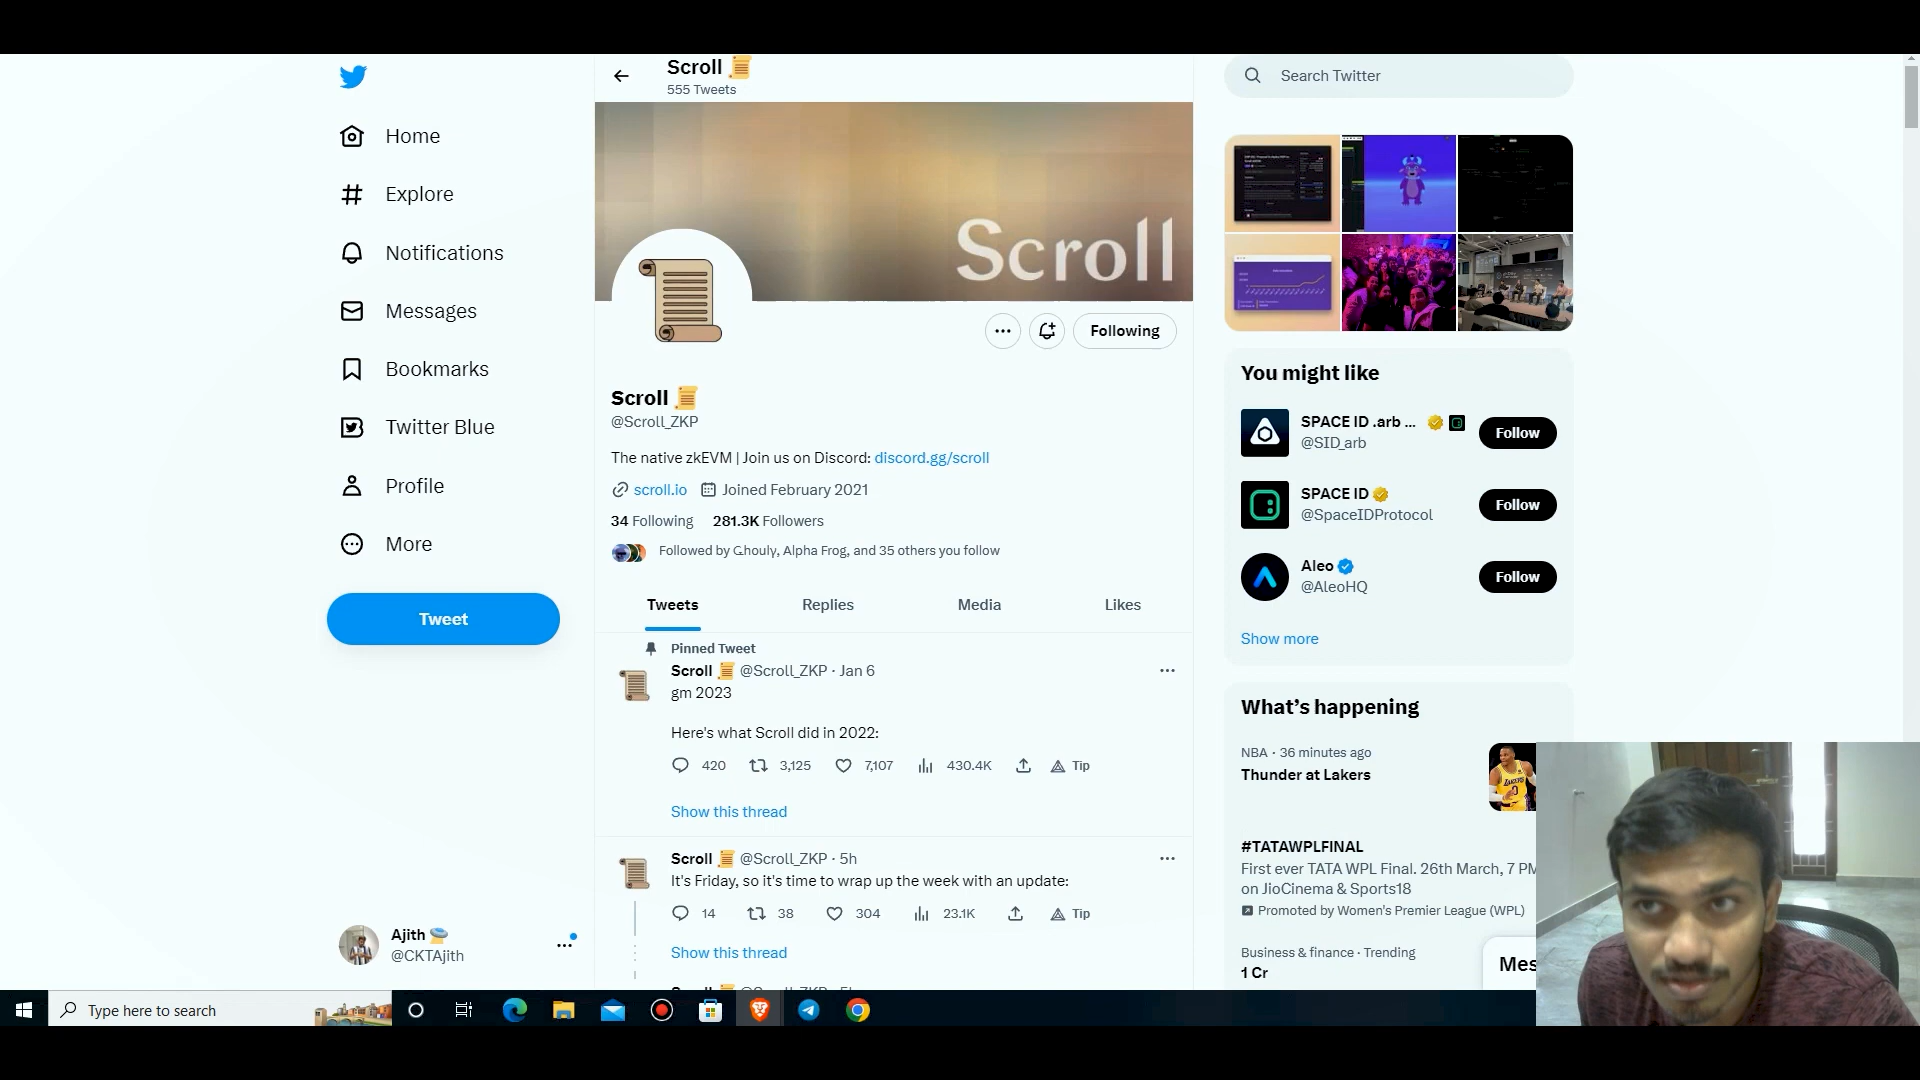 Scroll 📜
555 Tweets
Search Twitter
Home
Explore
Notifications
Messages
Bookmarks
Twitter Blue
Profile
More
Tweet
Ajith
@CKTAjith
Scroll
Following
Scroll 📜
@Scroll_ZKP
The native zkEVM | Join us on Discord: discord.gg/scroll
scroll.io Joined February 2021
34 Following 281.3K Followers
Followed by Ghouly, Alpha Frog, and 35 others you follow
Tweets Replies Media Likes
Pinned Tweet
Scroll 📜 @Scroll_ZKP · Jan 6
gm 2023
Here's what Scroll did in 2022:
420 3,125 7,107 430.4K Tip
Show this thread
Scroll 📜 @Scroll_ZKP · 5h
It's Friday, so it's time to wrap up the week with an update:
14 38 304 23.1K Tip
Show this thread
You might like
SPACE ID .arb ...
@SID_arb
Follow
SPACE ID
@SpaceIDProtocol
Follow
Aleo
@AleoHQ
Follow
Show more
What's happening
NBA · 36 minutes ago
Thunder at Lakers
#TATAWPLFINAL
First ever TATA WPL Final. 26th March, 7 PM
on JioCinema & Sports18
Promoted by Women's Premier League (WPL)
Business & finance · Trending
1 Cr
Mes
Type here to search